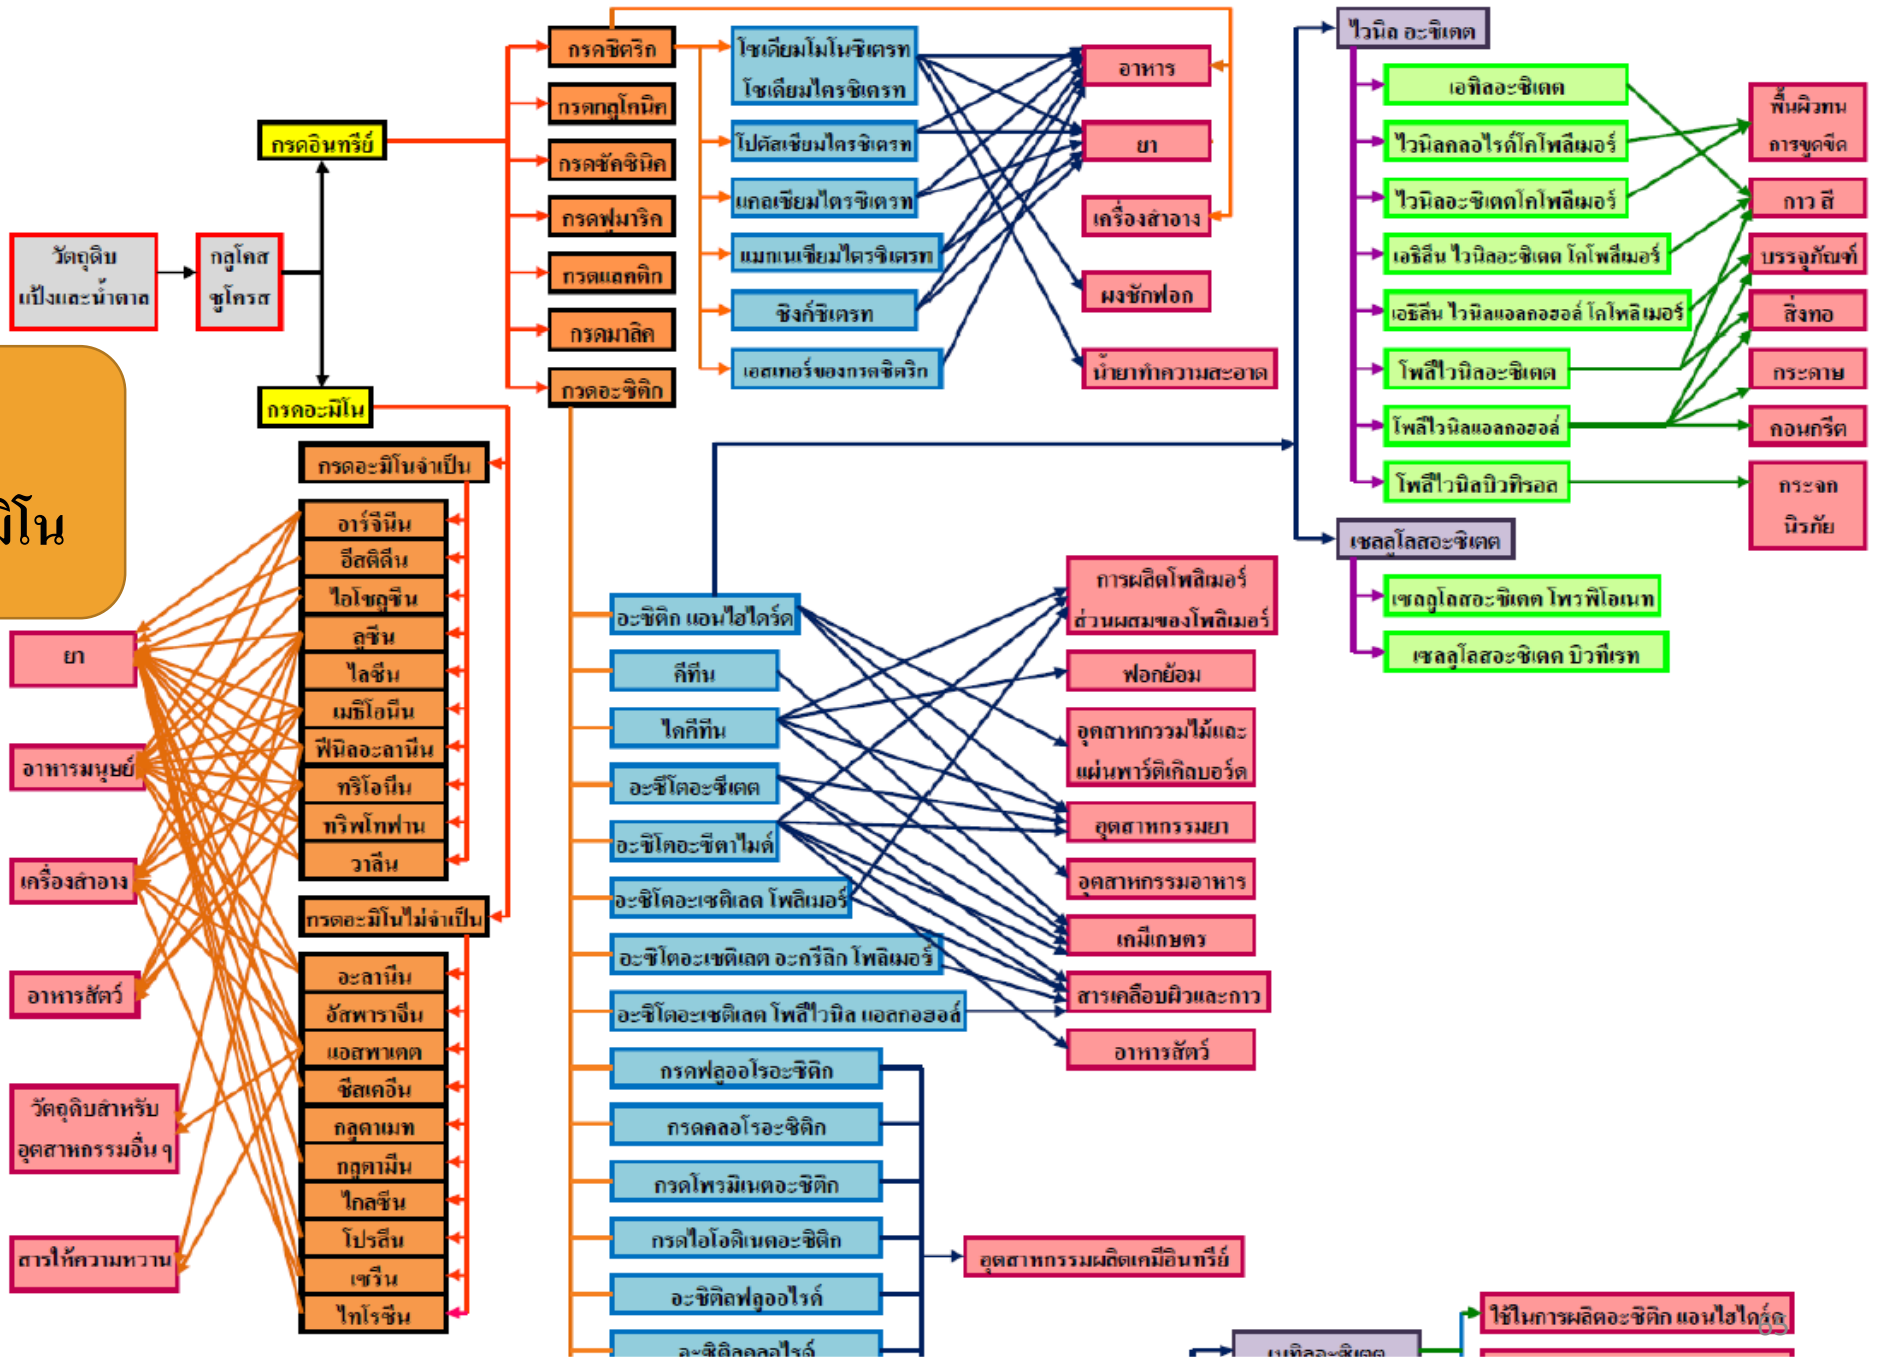 วัตถุดิบ
แป้งและน้ำตาล
กลูโคส
ซูโครส
กรดอินทรีย์
กรดอะมิโน
มิโน
กรดซิตริก
กรดกลูโคนิค
กรดซัคซินิค
กรดฟูมาริก
กรดแลคติก
กรดมาลิค
กรดอะซิติก
โซเดียมโมโนซิเตรท
โซเดียมไตรซิเตรท
โปตัสเซียมไตรซิเตรท
แคลเซียมไตรซิเตรท
แมกเนเซียมไตรซิเตรท
ซิงก์ซิเตรท
เอสเทอร์ของกรดซิตริก
อาหาร
ยา
เครื่องสำอาง
ผงซักฟอก
น้ำยาทำความสะอาด
ไวนิล อะซิเตต
เอทิลอะซิเตต
ไวนิลคลอไรด์โคโพลีเมอร์
ไวนิลอะซิเตตโคโพลีเมอร์
เอธิลีน ไวนิลอะซิเตต โคโพลีเมอร์
เอธิลีน ไวนิลแอลกอฮอล์ โคโพลิเมอร์
โพลีไวนิลอะซิเตต
โพลีไวนิลแอลกอฮอล์
โพลีไวนิลบิวทิรอล
พื้นผิวทน
การขูดขีด
กาว สี
บรรจุภัณฑ์
สิ่งทอ
กระดาษ
คอนกรีต
กระจก
นิรภัย
เซลลูโลสอะซิเตต
เซลลูโลสอะซิเตต โพรพิโอเนท
เซลลูโลสอะซิเตต บิวทีเรท
กรดอะมิโนจำเป็น
อาร์จีนีน
ฮีสติดีน
ไอโซลูซีน
ลูซีน
ไลซีน
เมธิโอนีน
ฟีนิลอะลานีน
ทริโอนีน
ทริพโทฟาน
วาลีน
กรดอะมิโนไม่จำเป็น
อะลานีน
อัสพาราจีน
แอสพาเตต
ซีสเตอีน
กลูตาเมท
กลูตามีน
ไกลซีน
โปรลีน
เซรีน
ไทโรซีน
ยา
อาหารมนุษย์
เครื่องสำอาง
อาหารสัตว์
วัตถุดิบสำหรับ
อุตสาหกรรมอื่น ๆ
สารให้ความหวาน
อะซิติก แอนไฮไดร์ด
คีทีน
ไดคีทีน
อะซีโตอะซีเตต
อะซิโตอะซีตาไมด์
อะซิโตอะเซติเลต โพลิเมอร์
อะซิโตอะเซติเลต อะกรีลิก โพลิเมอร์
อะซิโตอะเซติเลต โพลีไวนิล แอลกอฮอล์
กรดฟลูออโรอะซิติก
กรดคลอโรอะซิติก
กรดโพรมิเนตอะซิติก
กรดไอโอดิเนตอะซิติก
อะซิติลฟลูออไรด์
อะซิติลคลอไรด์
การผลิตโพลิเมอร์
ส่วนผสมของโพลิเมอร์
ฟอกย้อม
อุตสาหกรรมไม้และ
แผ่นพาร์ติเกิลบอร์ด
อุตสาหกรรมยา
อุตสาหกรรมอาหาร
เคมีเกษตร
สารเคลือบผิวและกาว
อาหารสัตว์
อุตสาหกรรมผลิตเคมีอินทรีย์
เมทิลอะซิเตต
ใช้ในการผลิตอะซิติก แอนไฮไดร์ด